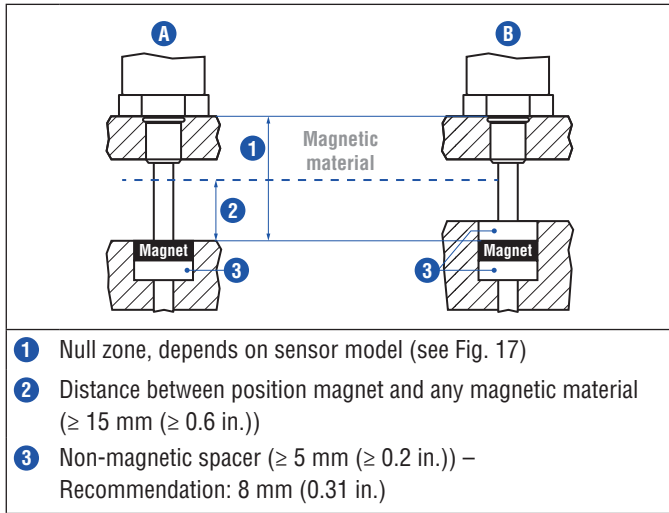 A
B
1
Magnetic
material
2
Magnet
Magnet
3
3
1 Null zone, depends on sensor model (see Fig. 17)
2 Distance between position magnet and any magnetic material
(≥ 15 mm (≥ 0.6 in.))
3 Non-magnetic spacer (≥ 5 mm (≥ 0.2 in.)) –
Recommendation: 8 mm (0.31 in.)